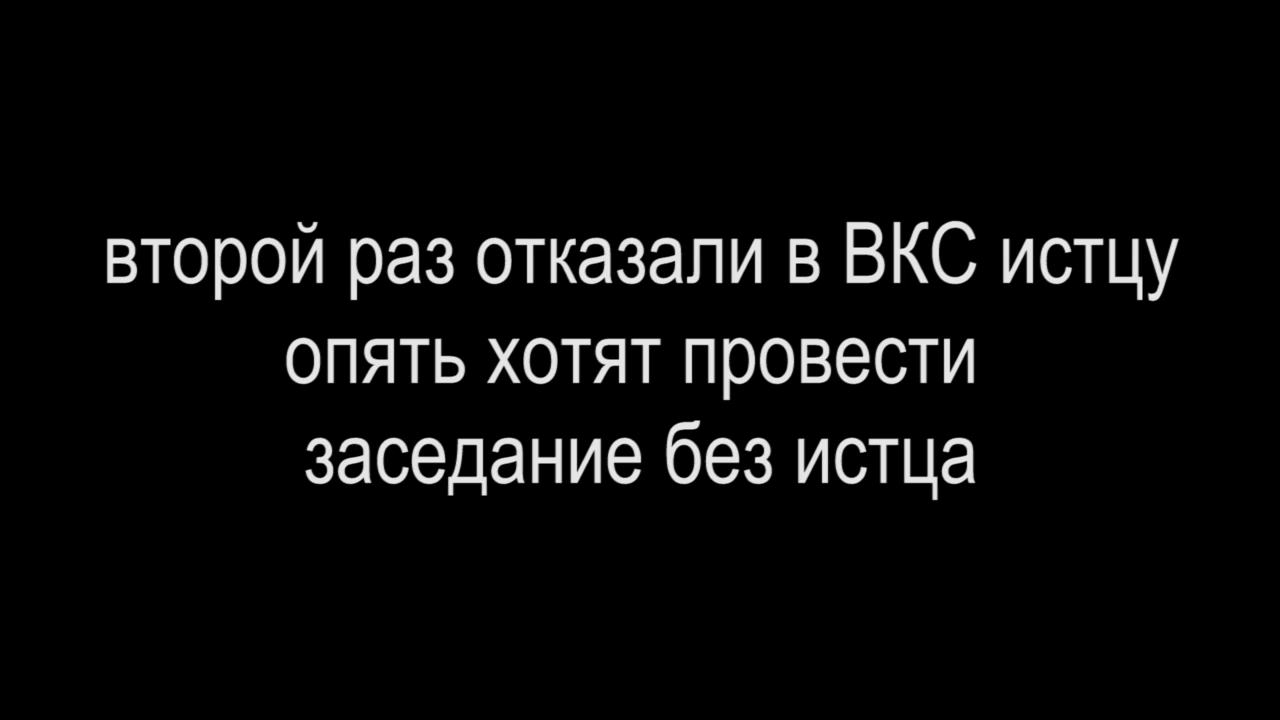 второй раз отказали в ВКС истцу
опять хотят провести
заседание без истца